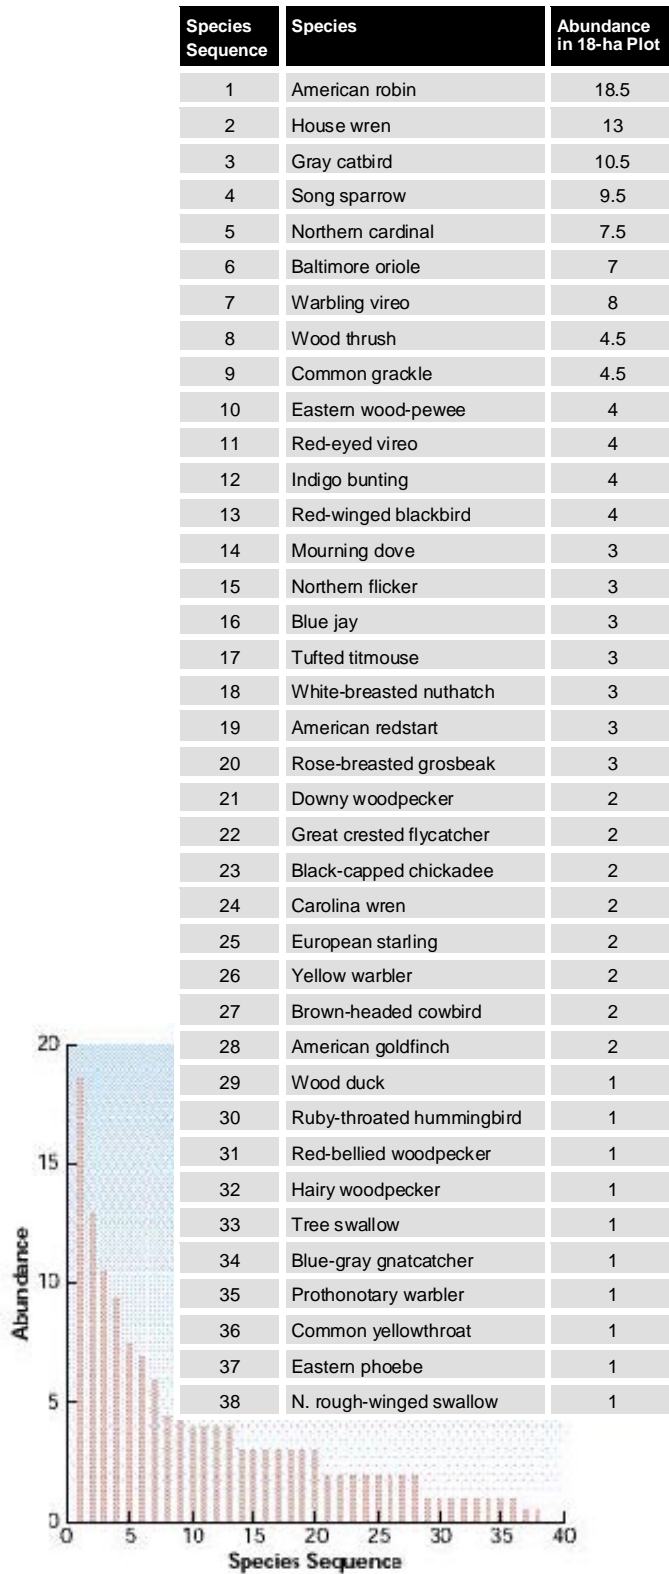 Species Sequence Species Abundance in 18-ha Plot
1 American robin 18.5
2 House wren 13
3 Gray catbird 10.5
4 Song sparrow 9.5
5 Northern cardinal 7.5
6 Baltimore oriole 7
7 Warbling vireo 8
8 Wood thrush 4.5
9 Common grackle 4.5
10 Eastern wood-pewee 4
11 Red-eyed vireo 4
12 Indigo bunting 4
13 Red-winged blackbird 4
14 Mourning dove 3
15 Northern flicker 3
16 Blue jay 3
17 Tufted titmouse 3
18 White-breasted nuthatch 3
19 American redstart 3
20 Rose-breasted grosbeak 3
21 Downy woodpecker 2
22 Great crested flycatcher 2
23 Black-capped chickadee 2
24 Carolina wren 2
25 European starling 2
26 Yellow warbler 2
27 Brown-headed cowbird 2
28 American goldfinch 2
29 Wood duck 1
30 Ruby-throated hummingbird 1
31 Red-bellied woodpecker 1
32 Hairy woodpecker 1
33 Tree swallow 1
34 Blue-gray gnatcatcher 1
35 Prothonotary warbler 1
36 Common yellowthroat 1
37 Eastern phoebe 1
38 N. rough-winged swallow 1
20
15
10
5
0
Abundance
0 5 10 15 20 25 30 35 40
Species Sequence